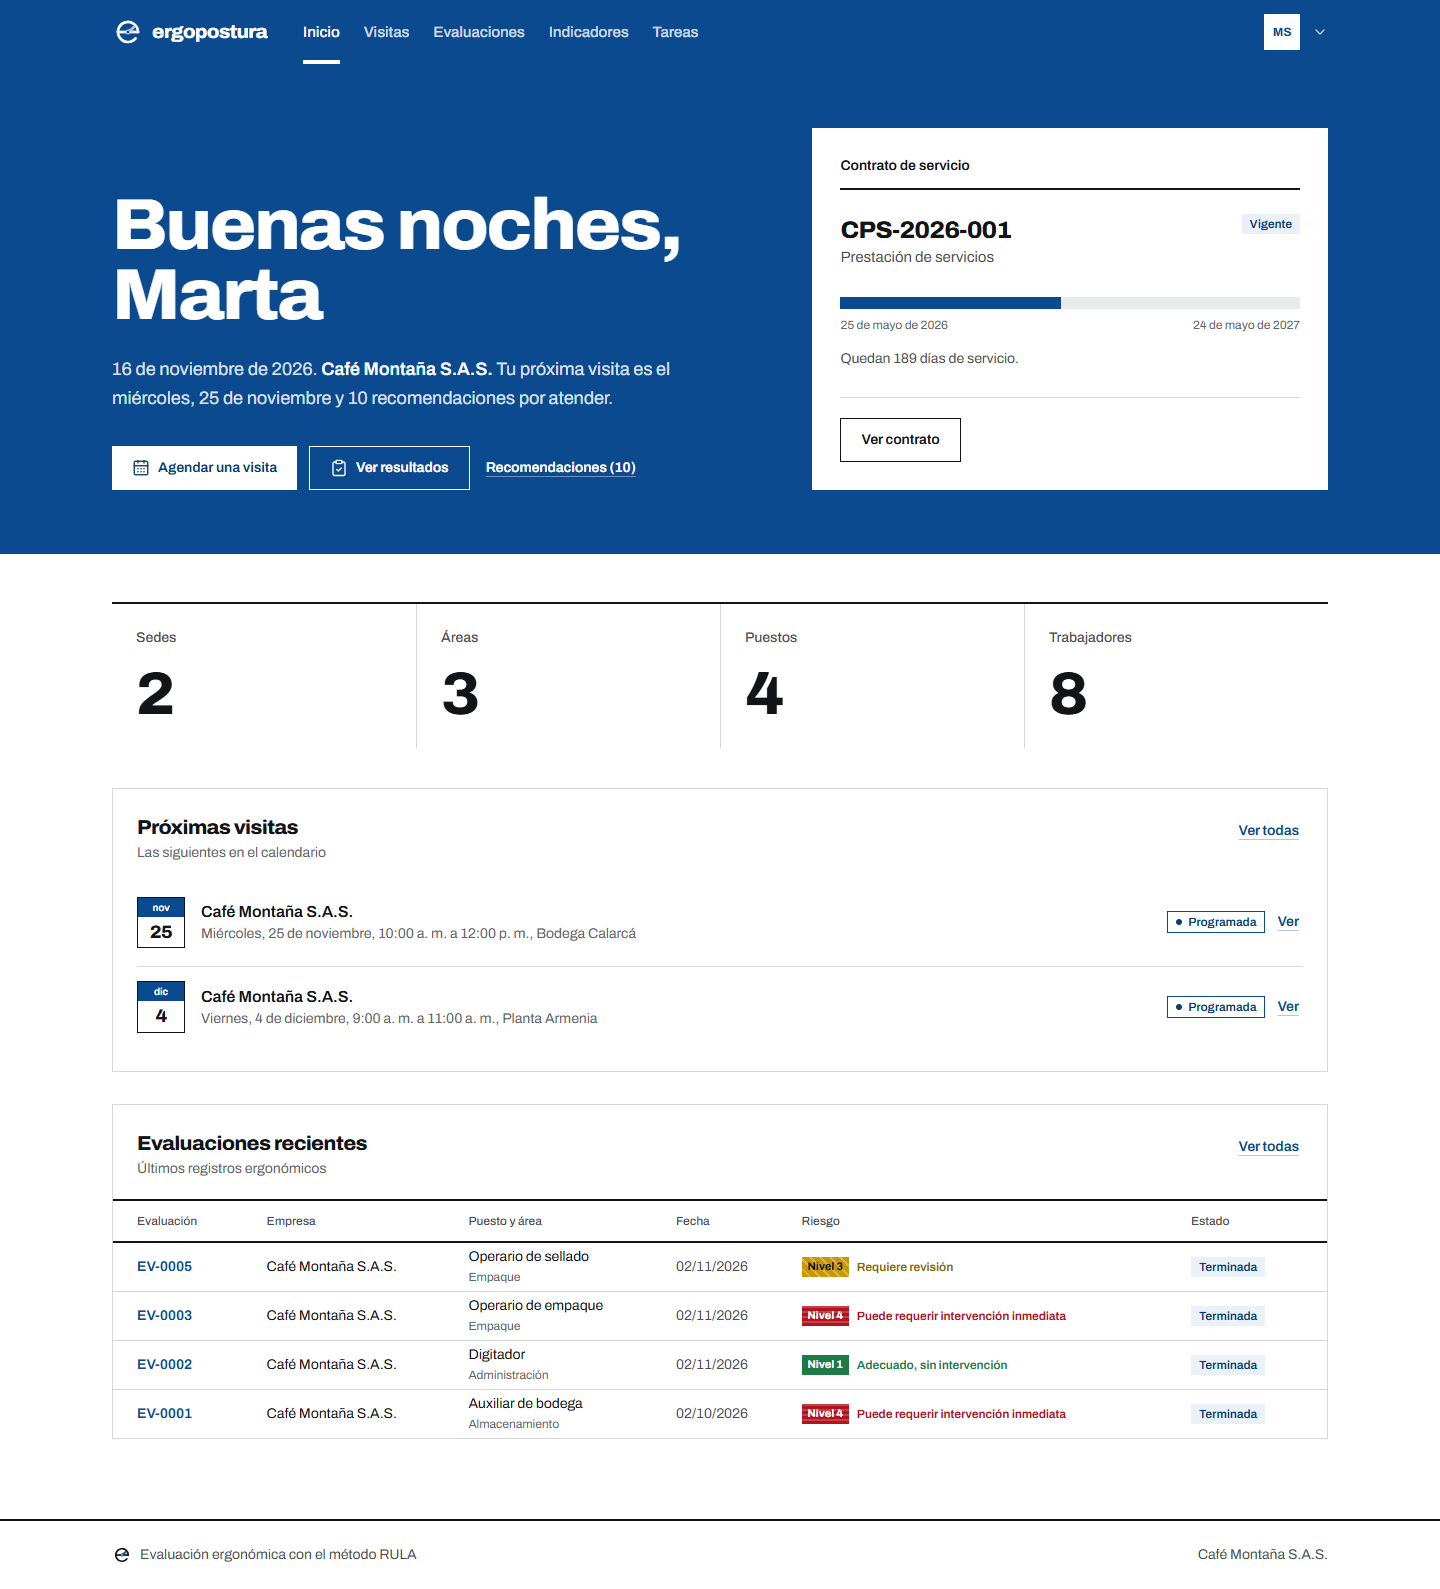 ergopostura
Inicio
Visitas
Evaluaciones
Indicadores
Tareas
MS
Buenas noches,
Marta
16 de noviembre de 2026. Café Montaña S.A.S. Tu próxima visita es el
miércoles, 25 de noviembre y 10 recomendaciones por atender.
Agendar una visita
Ver resultados
Recomendaciones (10)
Contrato de servicio
CPS-2026-001
Vigente
Prestación de servicios
25 de mayo de 2026
24 de mayo de 2027
Quedan 189 días de servicio.
Ver contrato
Sedes
2
Áreas
3
Puestos
4
Trabajadores
8
Próximas visitas
Las siguientes en el calendario
Ver todas
nov
25
Café Montaña S.A.S.
Miércoles, 25 de noviembre, 10:00 a. m. a 12:00 p. m., Bodega Calarcá
Programada
Ver
dic
4
Café Montaña S.A.S.
Viernes, 4 de diciembre, 9:00 a. m. a 11:00 a. m., Planta Armenia
Programada
Ver
Evaluaciones recientes
Últimos registros ergonómicos
Ver todas
Evaluación Empresa Puesto y área Fecha Riesgo Estado
EV-0005 Café Montaña S.A.S. Operario de sellado 02/11/2026 Nivel 3 Requiere revisión Terminada
Empaque
EV-0003 Café Montaña S.A.S. Operario de empaque 02/11/2026 Nivel 4 Puede requerir intervención inmediata Terminada
Empaque
EV-0002 Café Montaña S.A.S. Digitador 02/11/2026 Nivel 1 Adecuado, sin intervención Terminada
Administración
EV-0001 Café Montaña S.A.S. Auxiliar de bodega 02/10/2026 Nivel 4 Puede requerir intervención inmediata Terminada
Almacenamiento
Evaluación ergonómica con el método RULA
Café Montaña S.A.S.